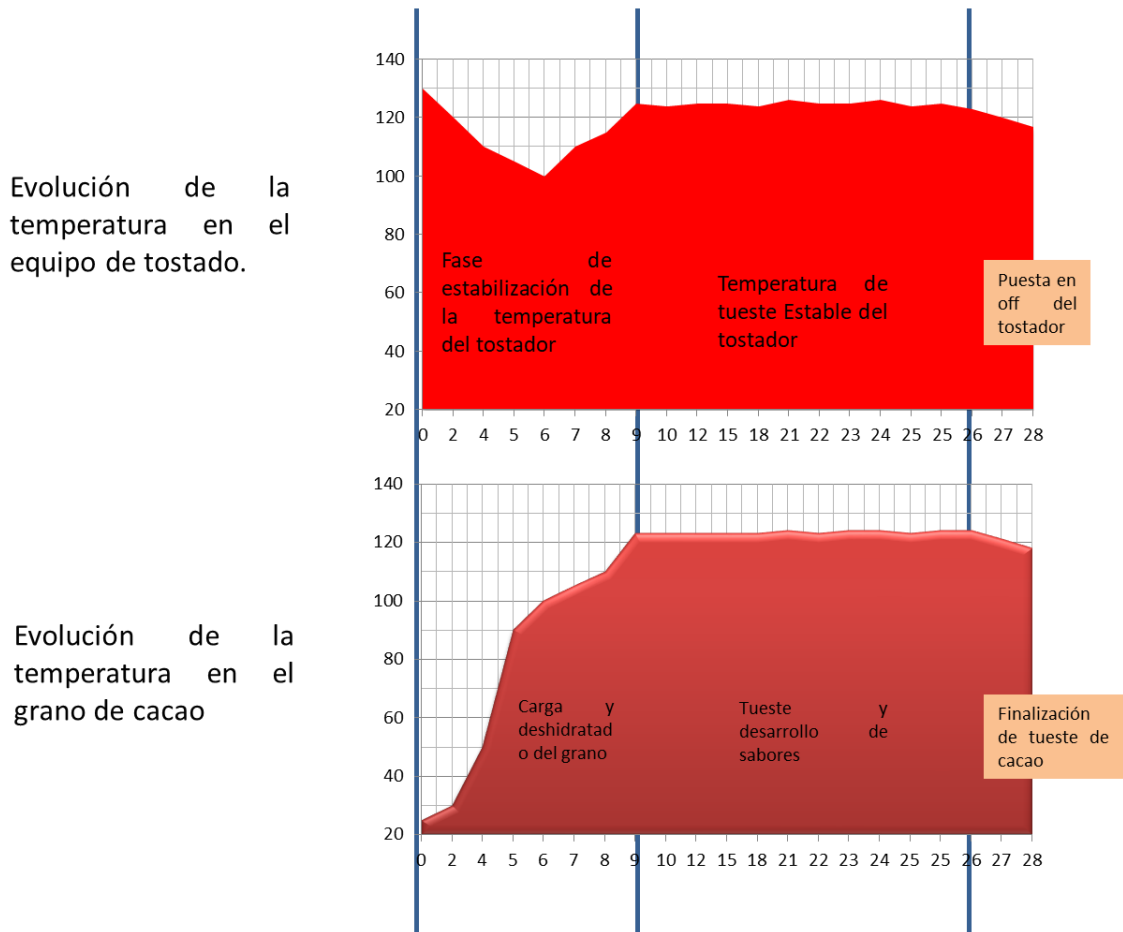 Evolución de la
temperatura en el
equipo de tostado.
140
120
100
80
60
40
20
Fase de
estabilización de
la temperatura
del tostador
Temperatura de
tueste Estable del
tostador
Puesta en
off del
tostador
0 2 4 5 6 7 8 9 10 12 15 18 21 22 23 24 25 25 26 27 28
Evolución de la
temperatura en el
grano de cacao
140
120
100
80
60
40
20
Carga y
deshidratad
o del grano
Tueste y
desarrollo de
sabores
Finalización
de tueste de
cacao
0 2 4 5 6 7 8 9 10 12 15 18 21 22 23 24 25 26 26 27 28